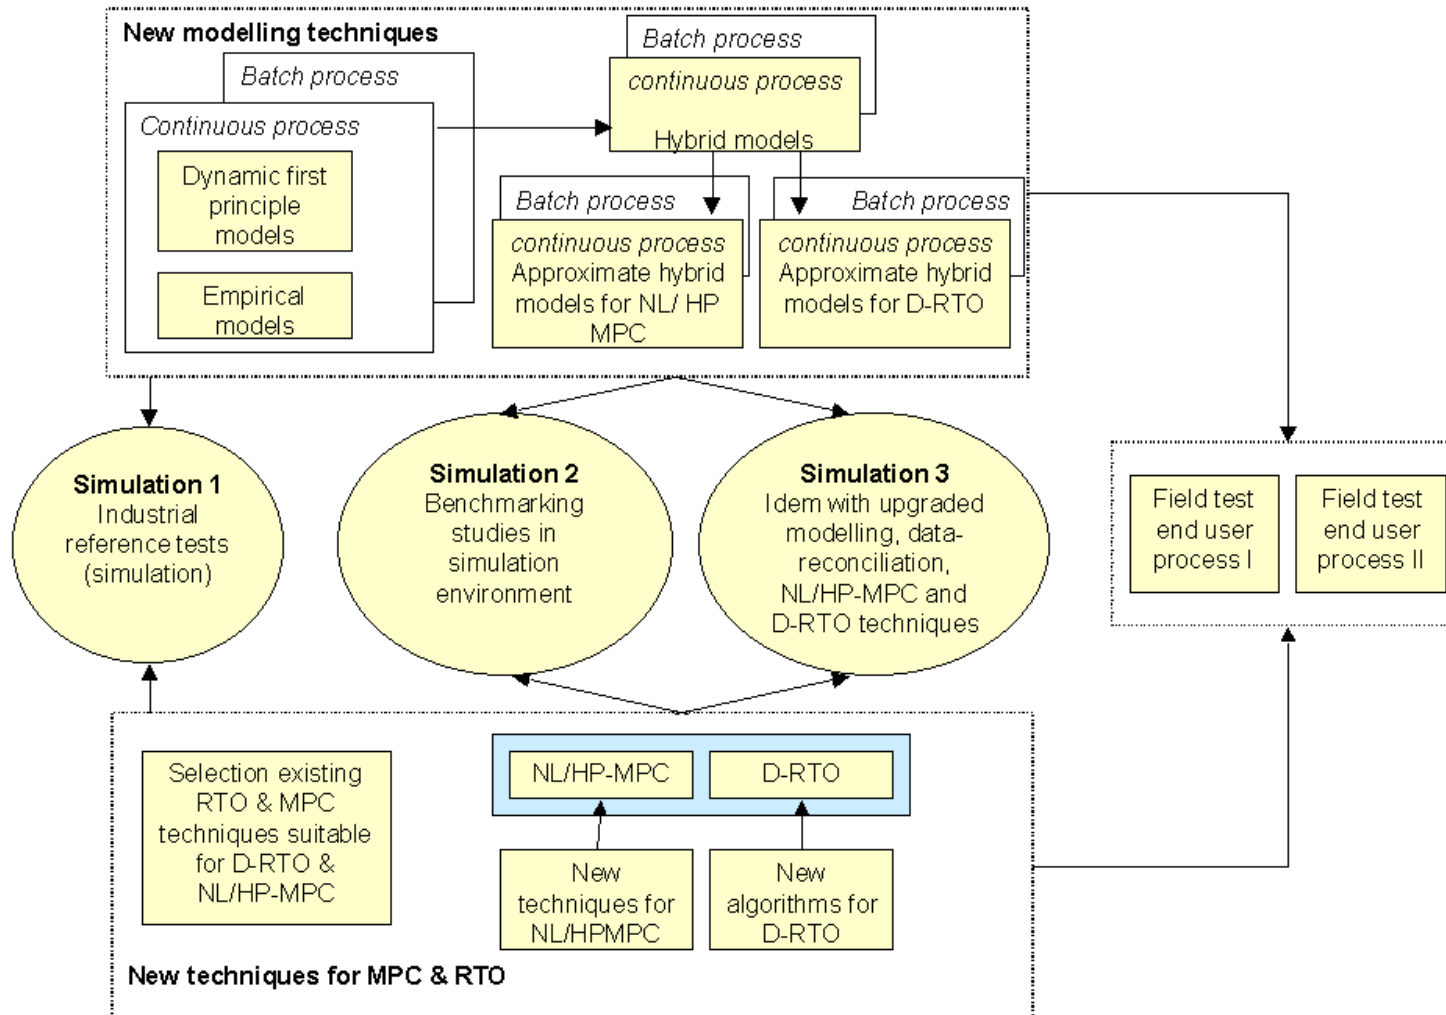 New modelling techniques
Batch process
Continuous process
Dynamic first
principle
models
Empirical
models
Batch process
continuous process
Hybrid models
Batch process
continuous process
Approximate hybrid
models for NL/ HP
MPC
Batch process
continuous process
Approximate hybrid
models for D-RTO
Simulation 1
Industrial
reference tests
(simulation)
Simulation 2
Benchmarking
studies in
simulation
environment
Simulation 3
Idem with upgraded
modelling, data-
reconciliation,
NL/HP-MPC and
D-RTO techniques
Field test
end user
process I
Field test
end user
process II
Selection existing
RTO & MPC
techniques suitable
for D-RTO &
NL/HP-MPC
NL/HP-MPC
D-RTO
New
techniques for
NL/HPMPC
New
algorithms for
D-RTO
New techniques for MPC & RTO